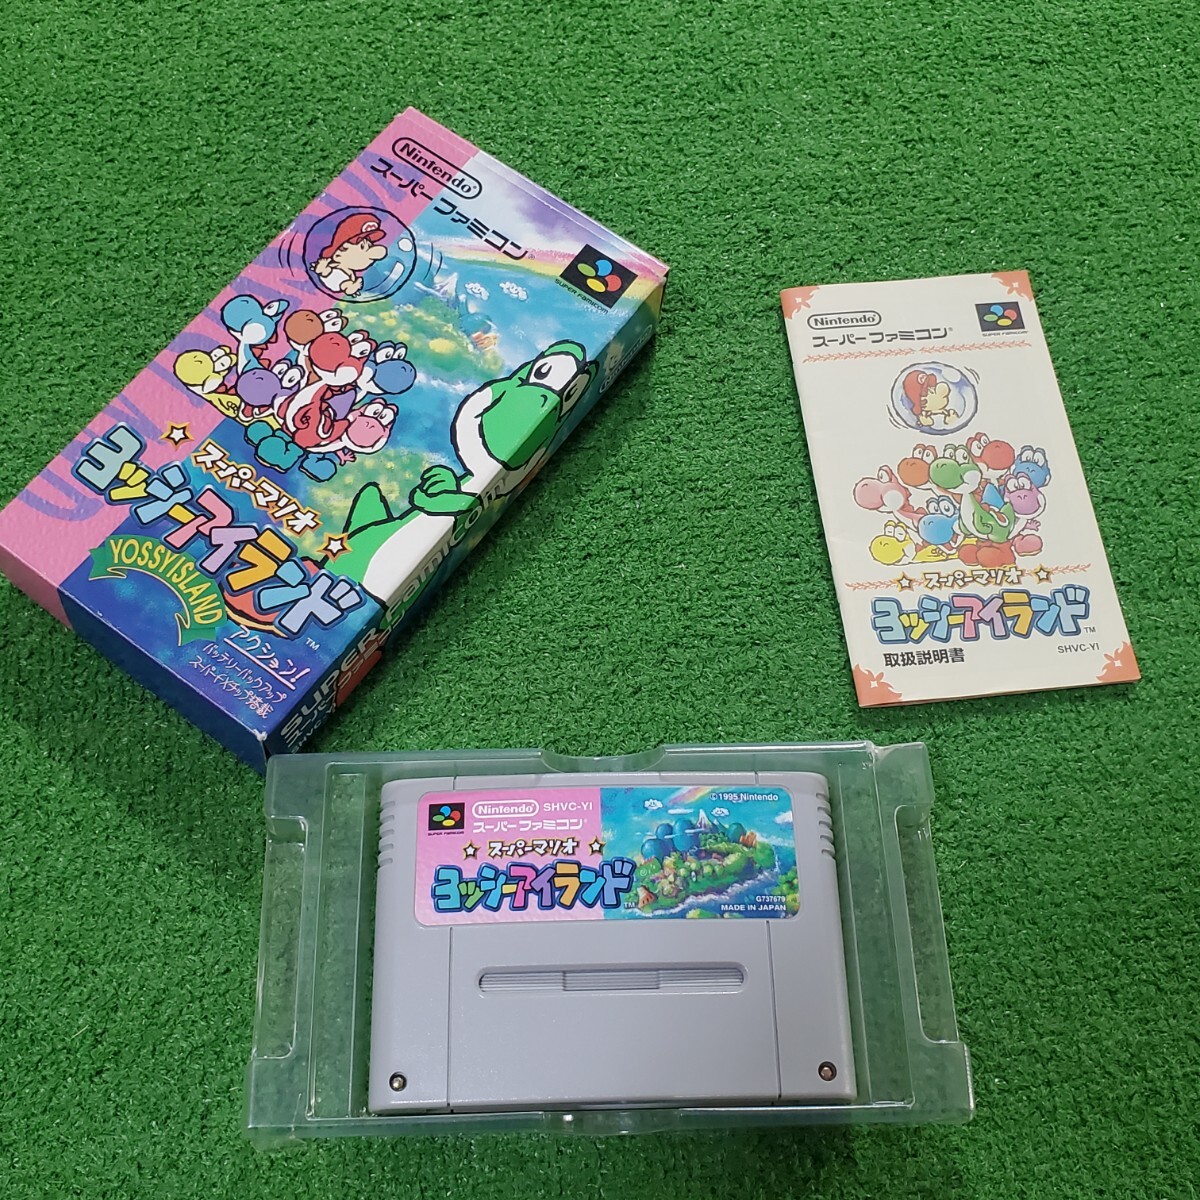 Nintendo®
スーパーファミコン®
SUPER FAMICOM
スーパーマリオ
ヨッシーアイランド
TM
YOSSYISLAND
アクション!
バッテリーバックアップ
スーパーFXチップ搭載
Nintendo®
スーパーファミコン®
SUPER FAMICOM
スーパーマリオ
ヨッシーアイランド
TM
取扱説明書
SHVC-YI
SUPER FAMICOM
Nintendo®
SHVC-YI
©1995 Nintendo
スーパーファミコン®
スーパーマリオ
ヨッシーアイランド
TM
G737679
MADE IN JAPAN